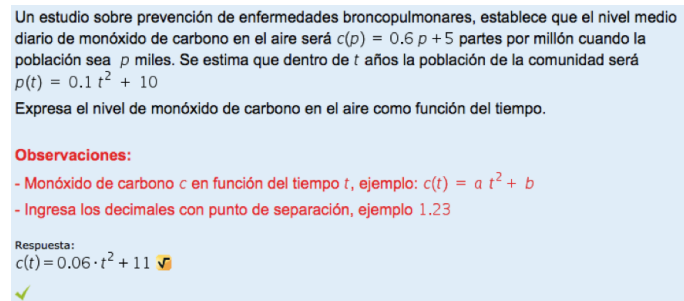 Un estudio sobre prevención de enfermedades broncopulmonares, establece que el nivel medio
diario de monóxido de carbono en el aire será c(p) = 0.6 p + 5 partes por millón cuando la
población sea p miles. Se estima que dentro de t años la población de la comunidad será
p(t) = 0.1 t² + 10
Expresa el nivel de monóxido de carbono en el aire como función del tiempo.
Observaciones:
- Monóxido de carbono c en función del tiempo t, ejemplo: c(t) = a t² + b
- Ingresa los decimales con punto de separación, ejemplo 1.23
Respuesta:
c(t) = 0.06·t² + 11